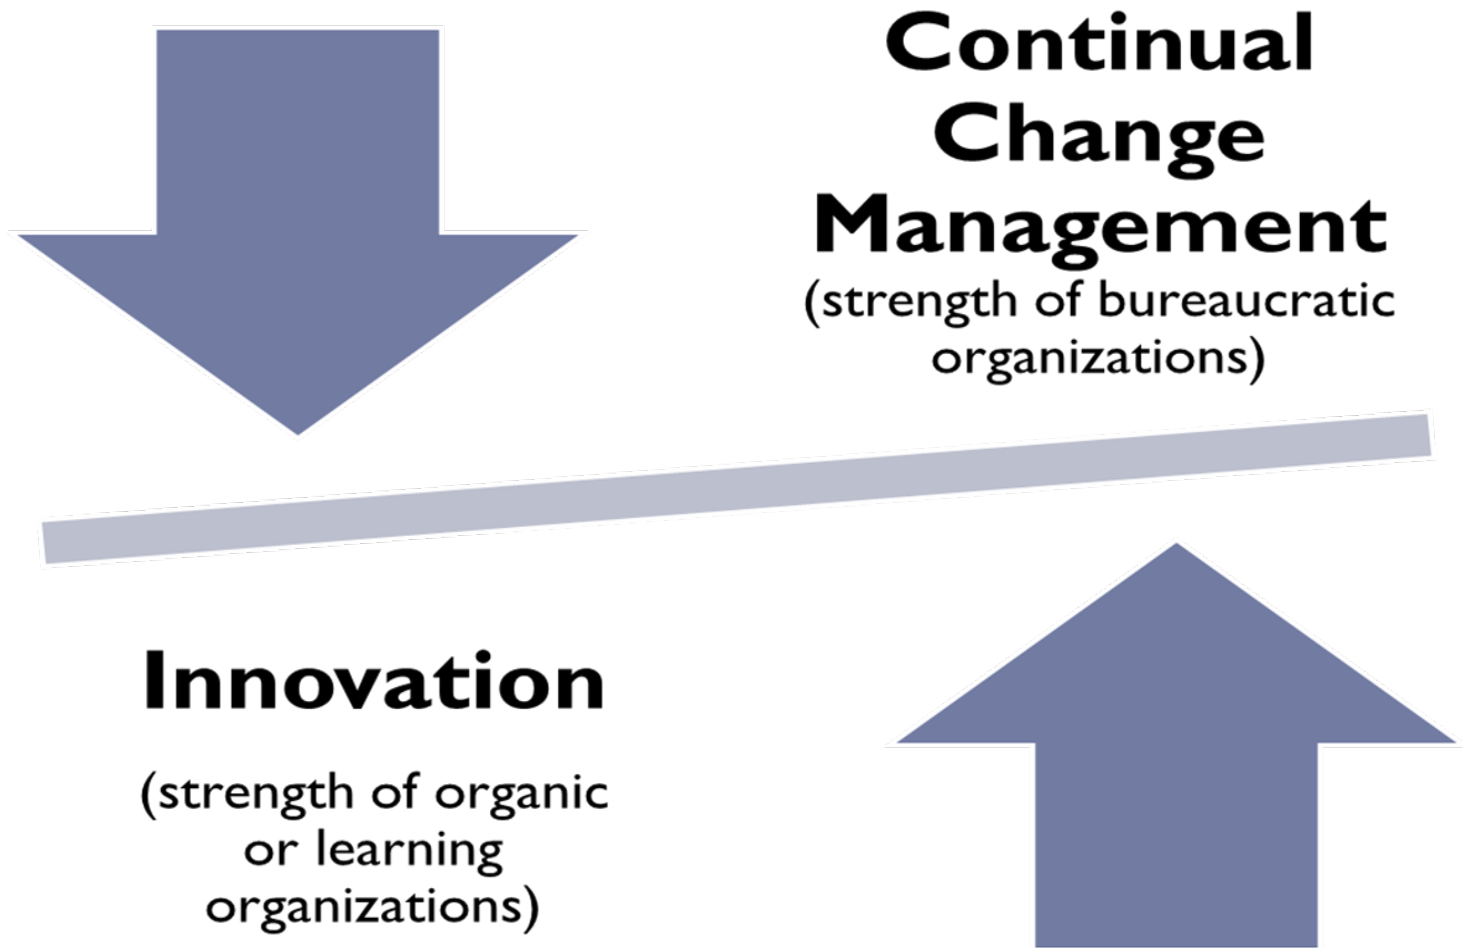 Continual
Change
Management
(strength of bureaucratic
organizations)
Innovation
(strength of organic
or learning
organizations)